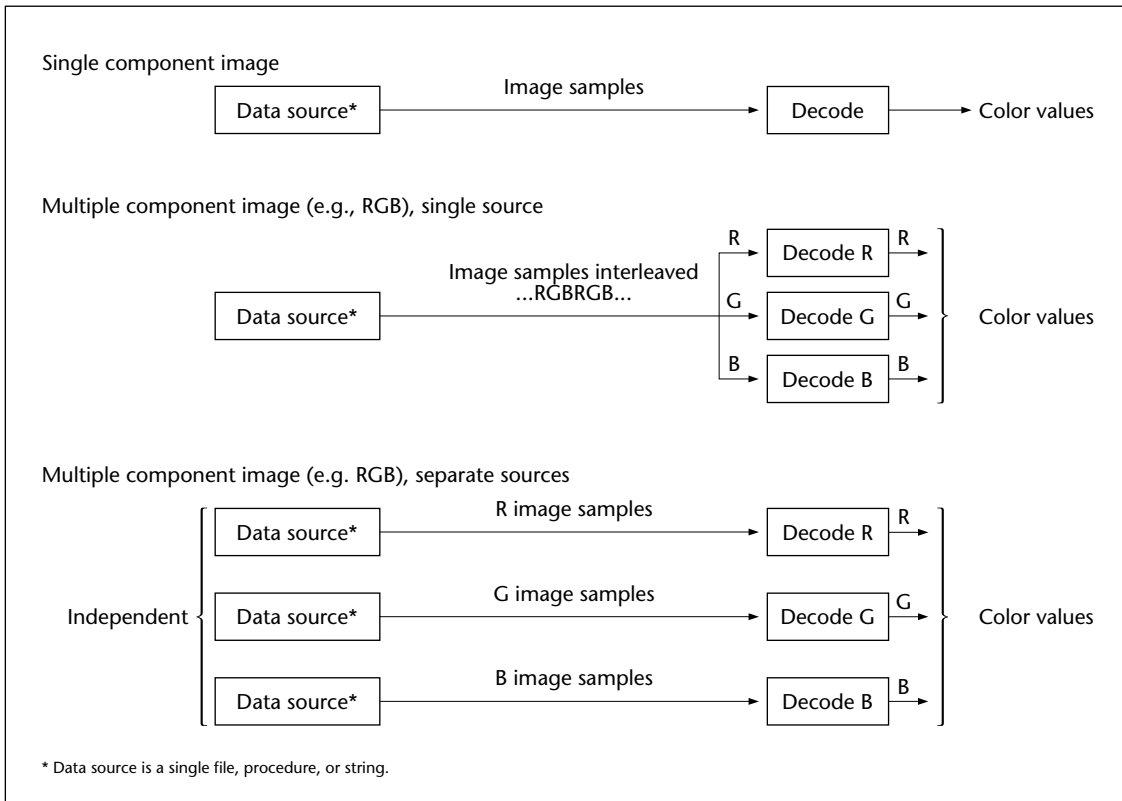 Single component image
Data source*
Image samples
Decode
Color values
Multiple component image (e.g., RGB), single source
Data source*
Image samples interleaved
...RGBRGB...
R
Decode R
R
G
Decode G
G
B
Decode B
B
Color values
Multiple component image (e.g. RGB), separate sources
Independent
Data source*
R image samples
Decode R
R
Data source*
G image samples
Decode G
G
Data source*
B image samples
Decode B
B
Color values
* Data source is a single file, procedure, or string.